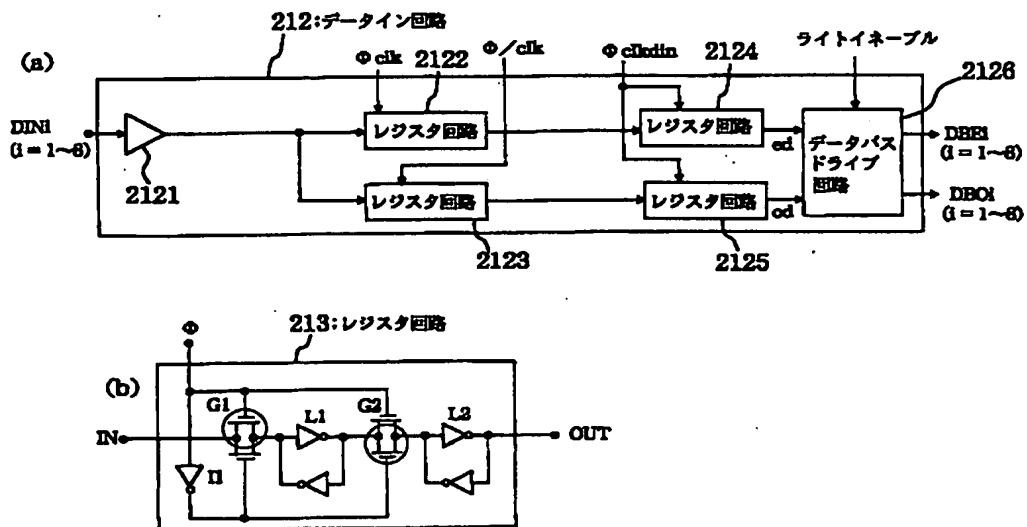 212:データイン回路
(a)
Φclk
2122
Φ/clk
Φclkdin
2124
ライトイネーブル
2126
DINi
(i=1〜8)
2121
レジスタ回路
レジスタ回路
ed
データバス
ドライブ
回路
DBEi
(i=1〜8)
レジスタ回路
レジスタ回路
od
DBOi
(i=1〜8)
2123
2125
213:レジスタ回路
Φ
(b)
G1
L1
G2
L2
IN
OUT
I1